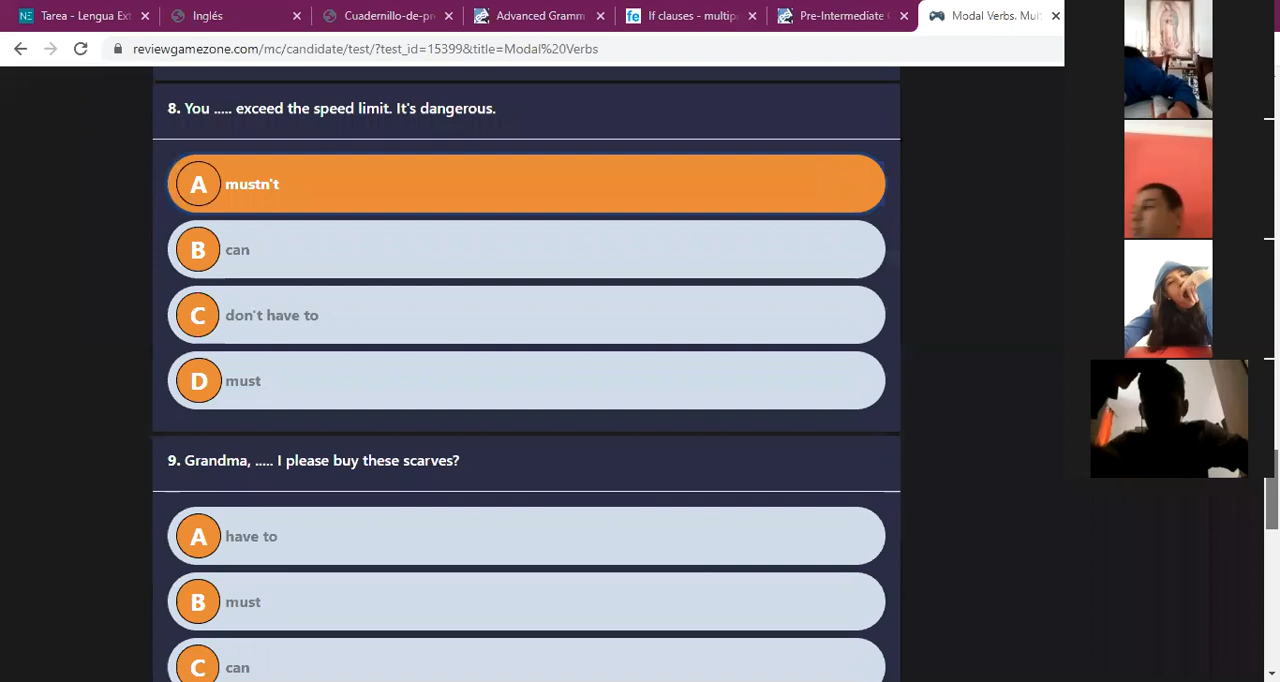 Tarea - Lengua Ext
Inglés
Cuadernillo-de-pr
Advanced Gramm
If clauses - multip
Pre-Intermediate
Modal Verbs. Mul
reviewgamezone.com/mc/candidate/test/?test_id=15399&title=Modal%20Verbs
8. You ..... exceed the speed limit. It's dangerous.
A mustn't
B can
C don't have to
D must
9. Grandma, ..... I please buy these scarves?
A have to
B must
C can